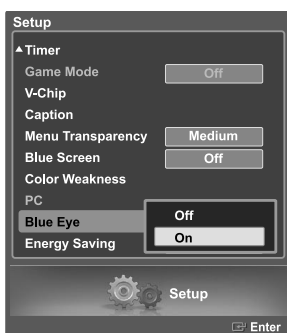 Setup
Timer
Game Mode Off
V-Chip
Caption
Menu Transparency Medium
Blue Screen Off
Color Weakness
PC
Blue Eye Off
On
Energy Saving
Setup
Enter